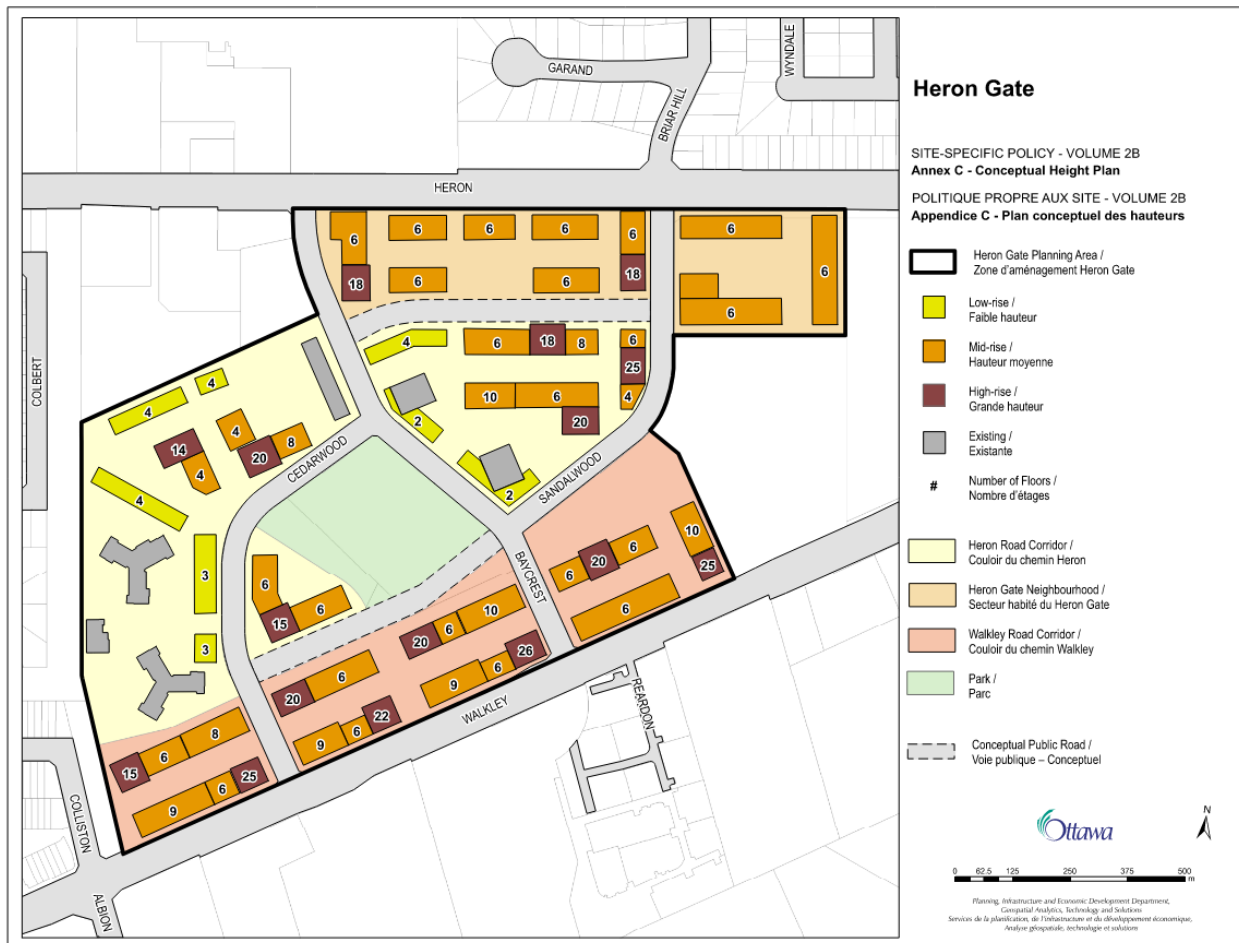 GARAND
WYNDALE
BRIAR HILL
HERON
COLBERT
6
6
6
6
6
6
6
18
6
6
18
6
6
4
6
18
8
6
25
4
10
6
20
2
2
4
4
14
4
4
20
8
4
3
3
CEDARWOOD
SANDALWOOD
BAYCREST
6
6
15
6
20
6
10
25
6
20
6
10
20
6
9
6
26
9
6
22
15
6
8
9
6
25
WALKLEY
REARDON
COLLISTON
ALBION
Heron Gate
SITE-SPECIFIC POLICY - VOLUME 2B
Annex C - Conceptual Height Plan
POLITIQUE PROPRE AUX SITE - VOLUME 2B
Appendice C - Plan conceptuel des hauteurs
Heron Gate Planning Area /
Zone d'aménagement Heron Gate
Low-rise /
Faible hauteur
Mid-rise /
Hauteur moyenne
High-rise /
Grande hauteur
Existing /
Existante
#
Number of Floors /
Nombre d'étages
Heron Road Corridor /
Couloir du chemin Heron
Heron Gate Neighbourhood /
Secteur habité du Heron Gate
Walkley Road Corridor /
Couloir du chemin Walkley
Park /
Parc
Conceptual Public Road /
Voie publique – Conceptuel
Ottawa
N
0 62.5 125 250 375 500
m
Planning, Infrastructure and Economic Development Department,
Geospatial Analytics, Technology and Solutions
Services de la planification, de l'infrastructure et du développement économique,
Analyse géospatiale, technologie et solutions